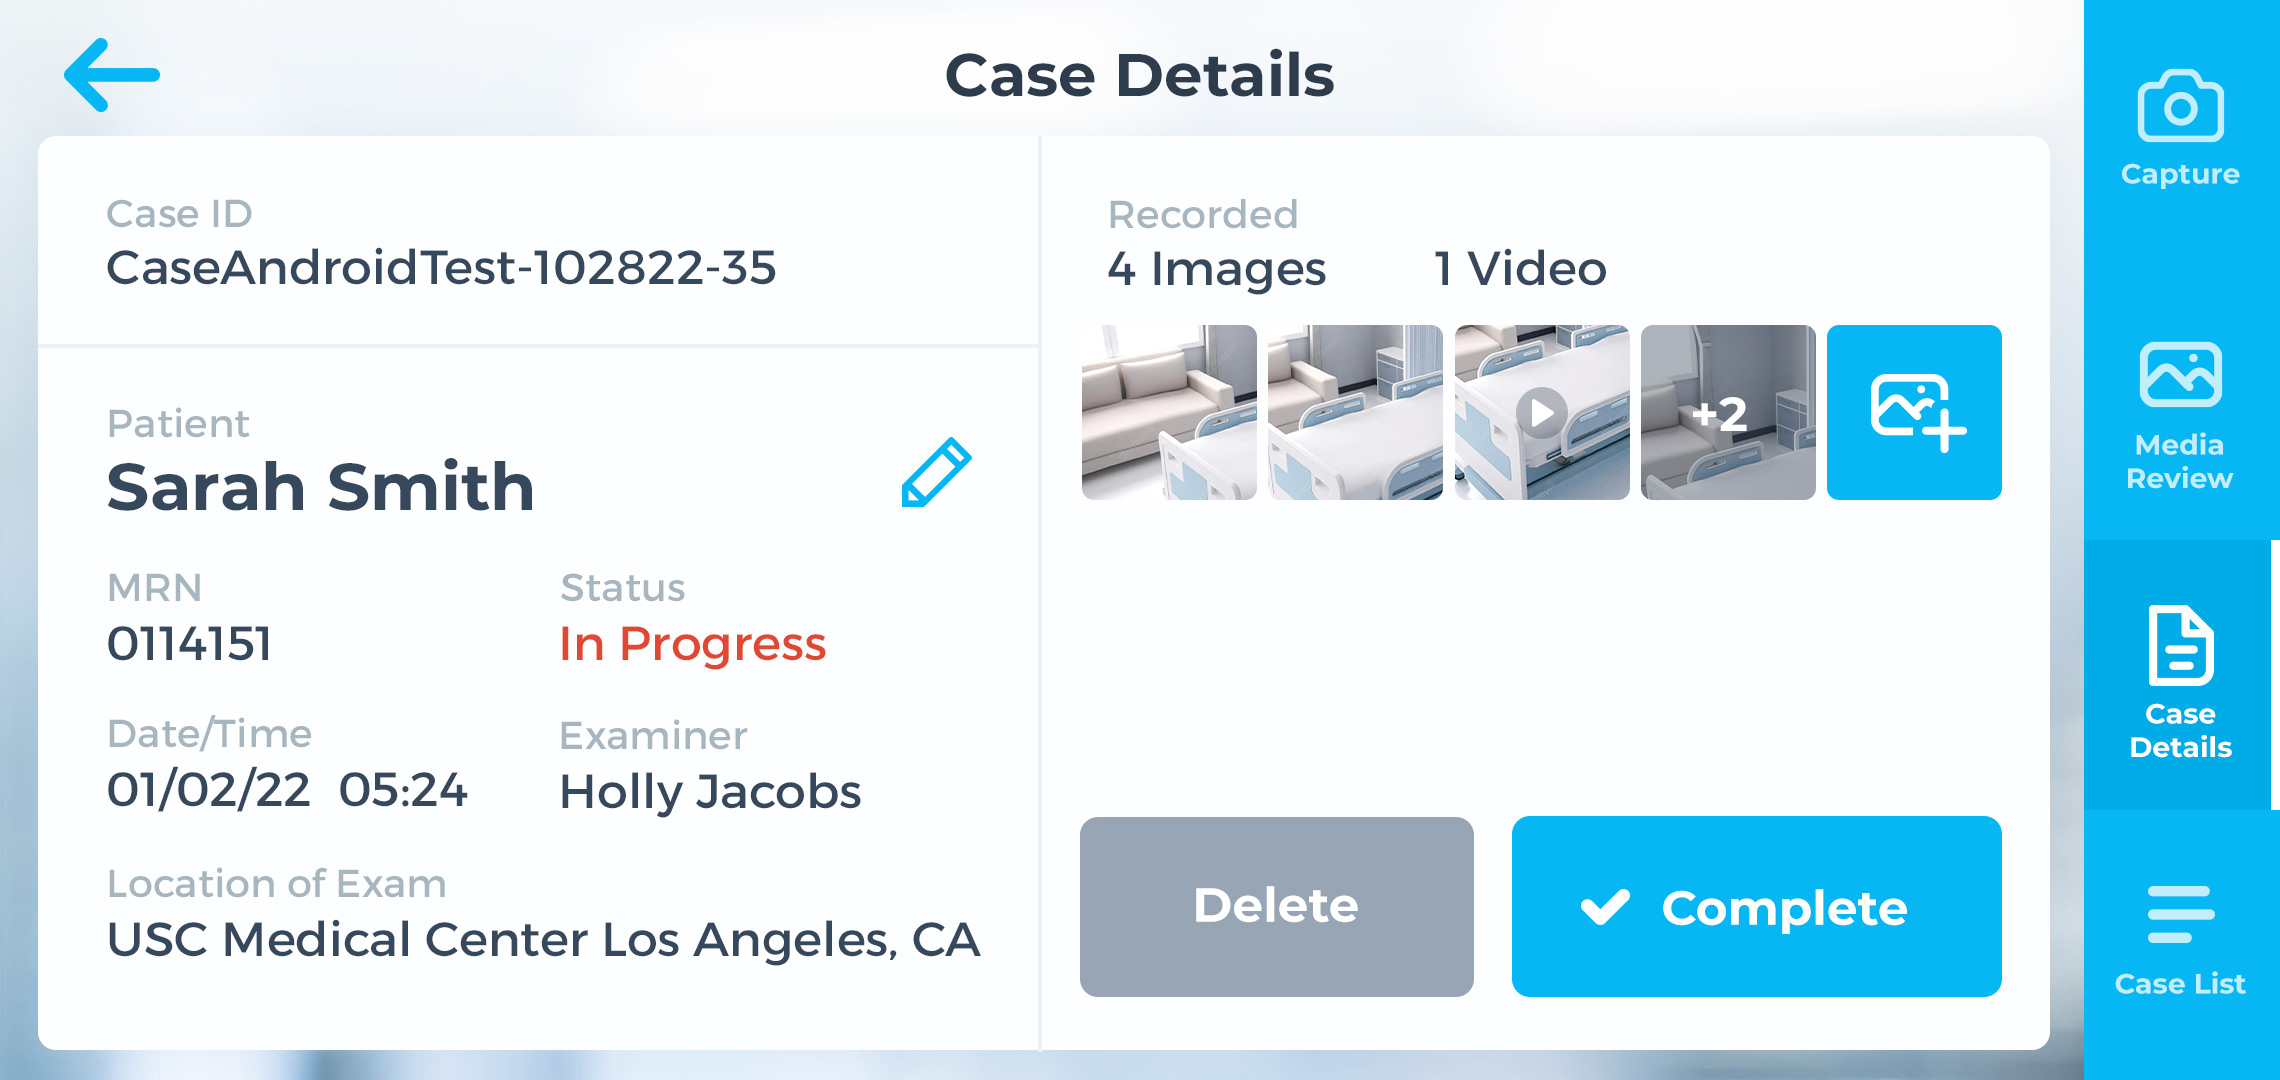 Case Details
Case ID
CaseAndroidTest-102822-35
Patient
Sarah Smith
MRN
0114151
Status
In Progress
Date/Time
01/02/22 05:24
Examiner
Holly Jacobs
Location of Exam
USC Medical Center Los Angeles, CA
Recorded
4 Images
1 Video
+2
Delete
Complete
Capture
Media
Review
Case
Details
Case List